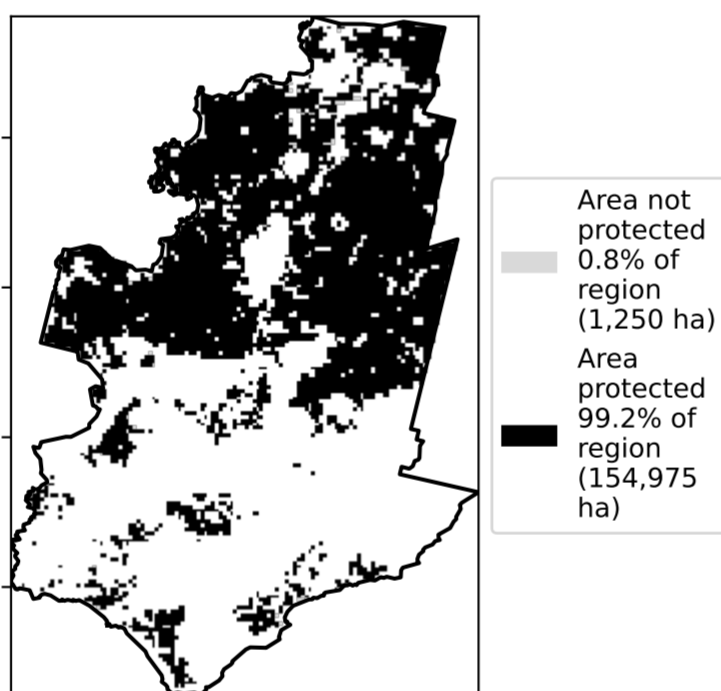 Area not
protected
0.8% of
region
(1,250 ha)
Area
protected
99.2% of
region
(154,975
ha)